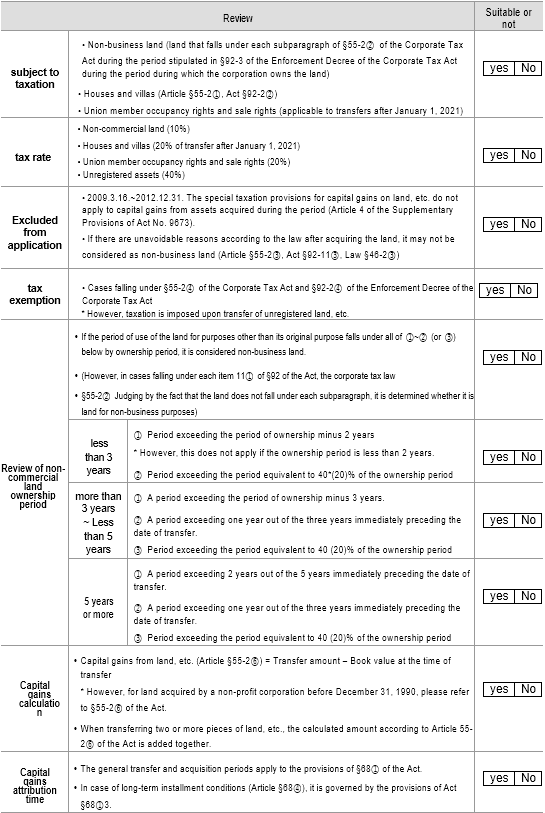 Review
Suitable or
not
subject to
taxation
• Non-business land (land that falls under each subparagraph of §55-2② of the Corporate Tax
Act during the period stipulated in §92-3 of the Enforcement Decree of the Corporate Tax Act
during the period during which the corporation owns the land)
• Houses and villas (Article §55-2①, Act §92-2②)
• Union member occupancy rights and sale rights (applicable to transfers after January 1, 2021)
yes No
tax rate
• Non-commercial land (10%)
• Houses and villas (20% of transfer after January 1, 2021)
• Union member occupancy rights and sale rights (20%)
• Unregistered assets (40%)
yes No
Excluded
from
application
• 2009.3.16.~2012.12.31. The special taxation provisions for capital gains on land, etc. do not
apply to capital gains from assets acquired during the period (Article 4 of the Supplementary
Provisions of Act No. 9673).
• If there are unavoidable reasons according to the law after acquiring the land, it may not be
considered as non-business land (Article §55-2③, Act §92-11③, Law §46-2③)
yes No
tax
exemption
• Cases falling under §55-2④ of the Corporate Tax Act and §92-2④ of the Enforcement Decree of the
Corporate Tax Act
* However, taxation is imposed upon transfer of unregistered land, etc.
yes No
Review of non-
commercial
land
ownership
period
• If the period of use of the land for purposes other than its original purpose falls under all of ①~② (or ③)
below by ownership period, it is considered non-business land.
• (However, in cases falling under each item 11① of §92 of the Act, the corporate tax law
• §55-2② Judging by the fact that the land does not fall under each subparagraph, it is determined whether it is
land for non-business purposes)
yes No
less
than 3
years
① Period exceeding the period of ownership minus 2 years
* However, this does not apply if the ownership period is less than 2 years.
② Period exceeding the period equivalent to 40*(20)% of the ownership period
yes No
more than
3 years
~ Less
than 5
years
① A period exceeding the period of ownership minus 3 years.
② A period exceeding one year out of the three years immediately preceding the
date of transfer.
③ Period exceeding the period equivalent to 40 (20)% of the ownership period
yes No
5 years
or more
① A period exceeding 2 years out of the 5 years immediately preceding the date of
transfer.
② A period exceeding one year out of the three years immediately preceding the
date of transfer.
③ Period exceeding the period equivalent to 40 (20)% of the ownership period
yes No
Capital
gains
calculatio
n
• Capital gains from land, etc. (Article §55-2⑥) = Transfer amount – Book value at the time of
transfer
* However, for land acquired by a non-profit corporation before December 31, 1990, please refer
to §55-2⑥ of the Act.
• When transferring two or more pieces of land, etc., the calculated amount according to Article 55-
2⑥ of the Act is added together.
yes No
Capital
gains
attribution
time
• The general transfer and acquisition periods apply to the provisions of §68① of the Act.
• In case of long-term installment conditions (Article §68④), it is governed by the provisions of Act
§68①3.
yes No